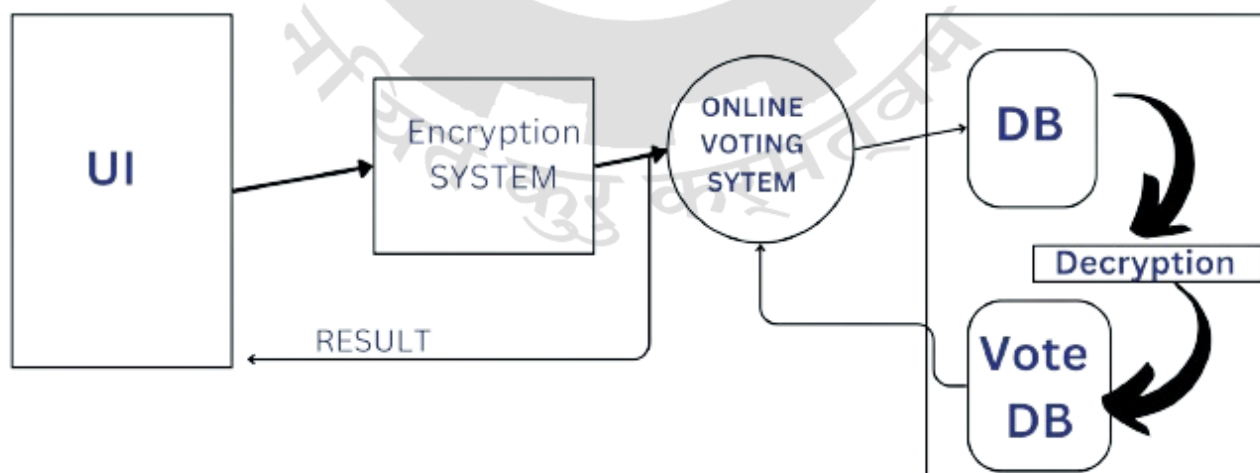 UI
Encryption
SYSTEM
ONLINE
VOTING
SYTEM
DB
Decryption
Vote
DB
RESULT